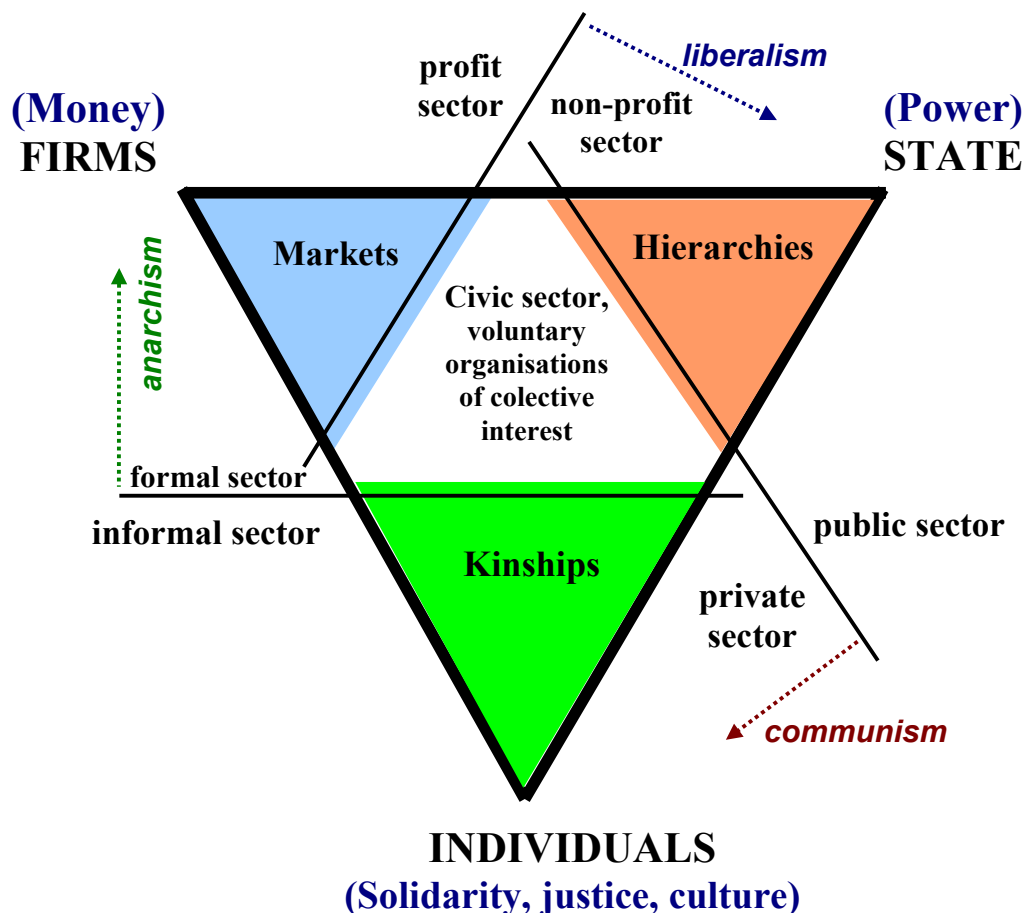 profit
sector
liberalism
non-profit
sector
(Money)
FIRMS
(Power)
STATE
Markets
Hierarchies
anarchism
Civic sector,
voluntary
organisations
of colective
interest
formal sector
informal sector
Kinships
public sector
private
sector
communism
INDIVIDUALS
(Solidarity, justice, culture)